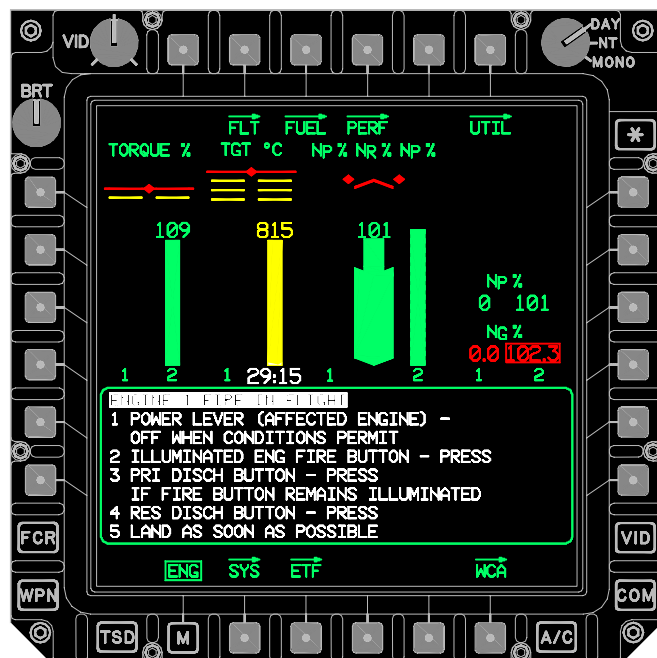 DAY
VID
NT
MONO
BRT
FLT FUEL PERF UTIL
*
TORQUE % TGT °C NP % NR % NP %
109 815 101
NP %
0 101
NG %
0.0 102.3
1 2 1 29:15 1 2 1 2
ENGINE 1 FIRE IN FLIGHT
1 POWER LEVER (AFFECTED ENGINE) -
OFF WHEN CONDITIONS PERMIT
2 ILLUMINATED ENG FIRE BUTTON - PRESS
3 PRI DISCH BUTTON - PRESS
IF FIRE BUTTON REMAINS ILLUMINATED
4 RES DISCH BUTTON - PRESS
5 LAND AS SOON AS POSSIBLE
FCR VID
ENG SYS ETF WCA
WPN COM
TSD M A/C